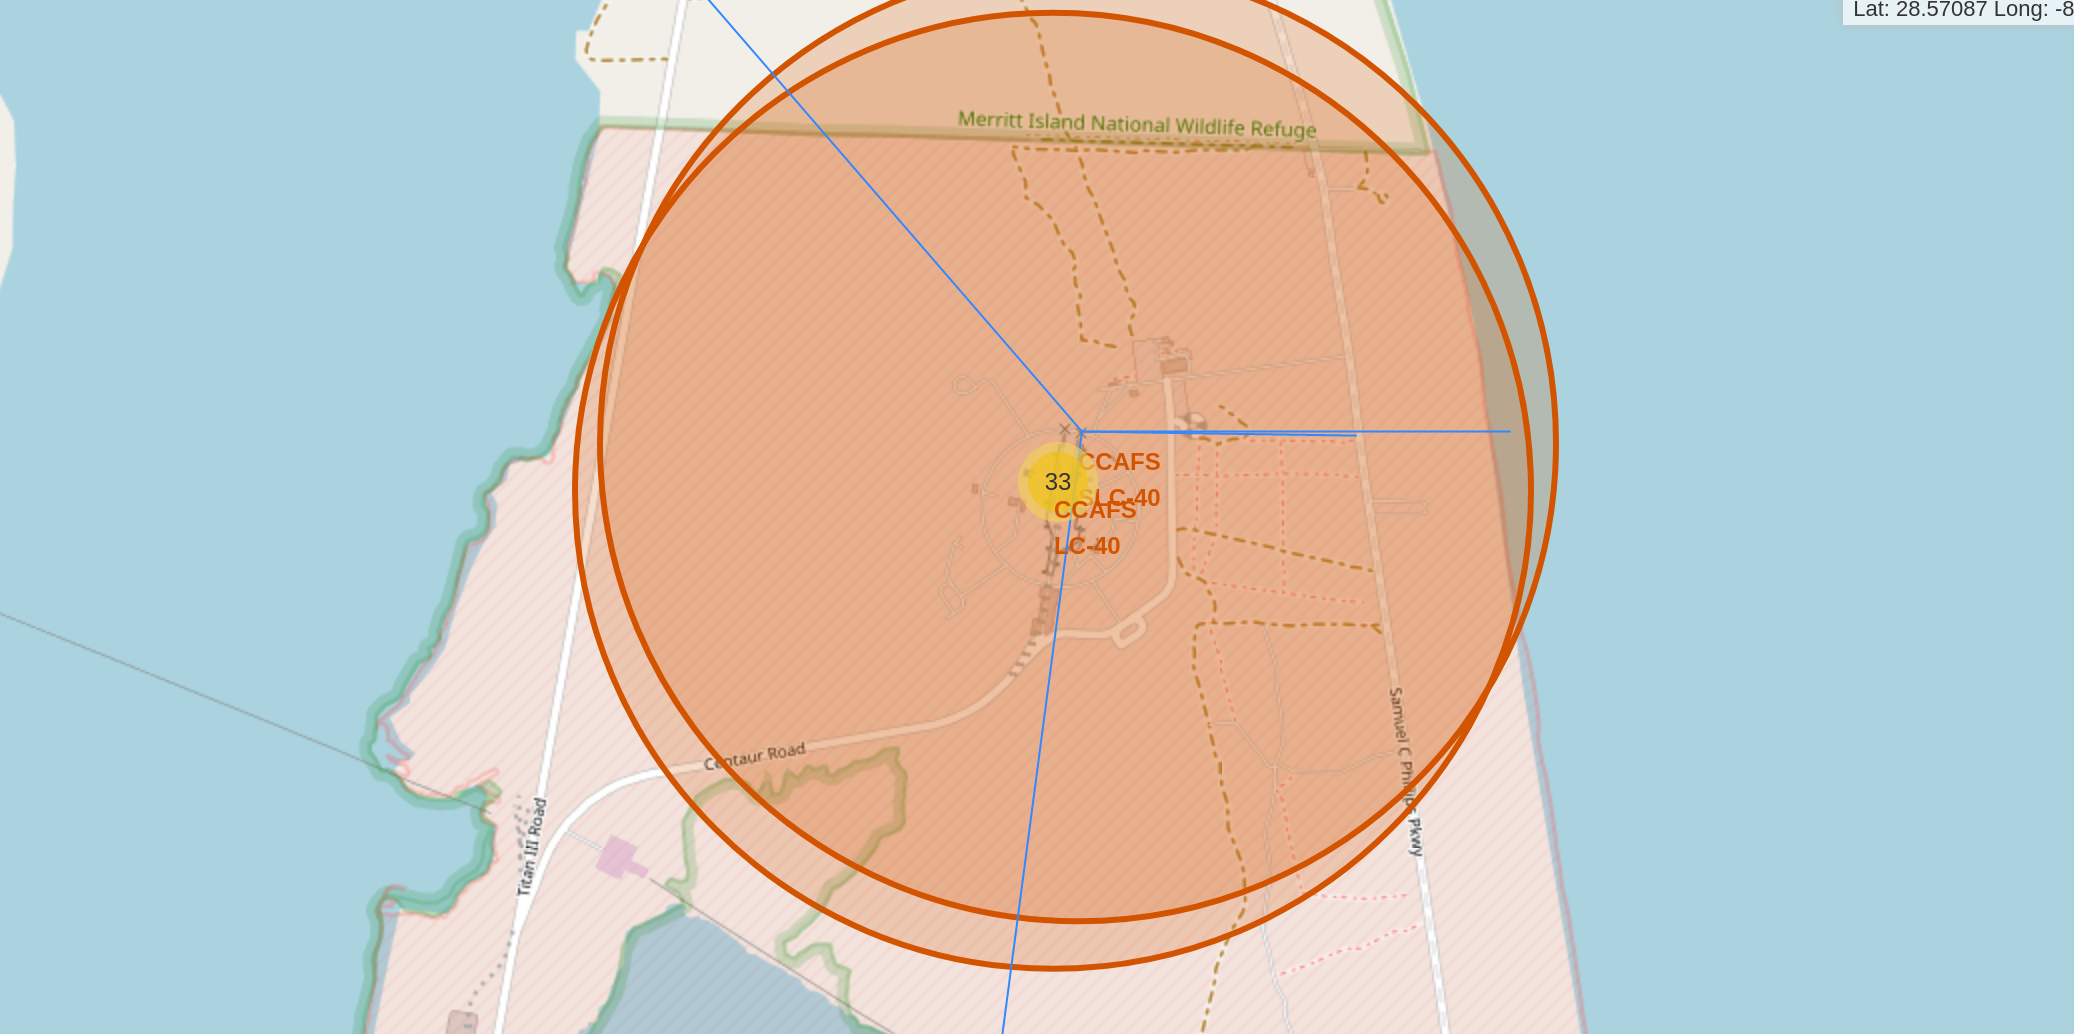 Lat: 28.57087 Long: -8
Merritt Island National Wildlife Refuge
33
CCAFS
SLC-40
CCAFS
LC-40
Centaur Road
Titan III Road
Samuel C Phillips Pkwy